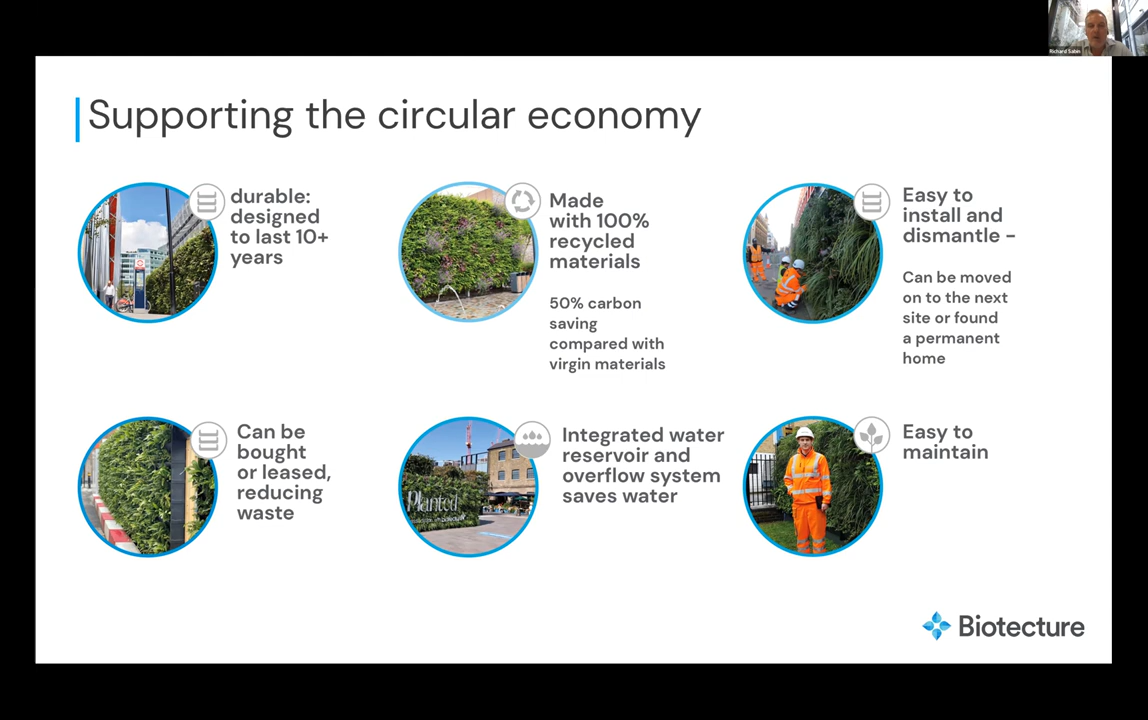 Richard Sabin
Supporting the circular economy
durable:
designed
to last 10+
years
Made
with 100%
recycled
materials
50% carbon
saving
compared with
virgin materials
Easy to
install and
dismantle –
Can be moved
on to the next
site or found
a permanent
home
Can be
bought
or leased,
reducing
waste
Planted
biotecture
Integrated water
reservoir and
overflow system
saves water
Easy to
maintain
Biotecture